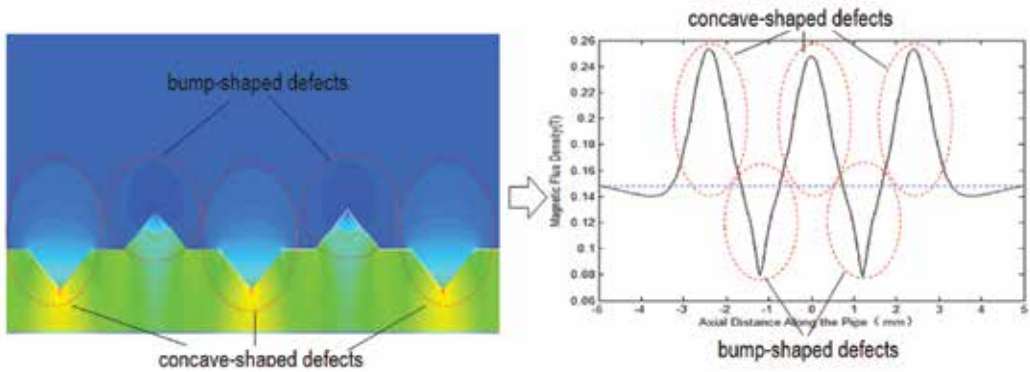 bump-shaped defects
concave-shaped defects
concave-shaped defects
0.26
0.24
0.22
0.2
0.18
0.16
0.14
0.12
0.1
0.08
0.06
Magnetic Flux Density(T)
-5 -4 -3 -2 -1 0 1 2 3 4 5
Axial Distance Along the Pipe (mm)
bump-shaped defects